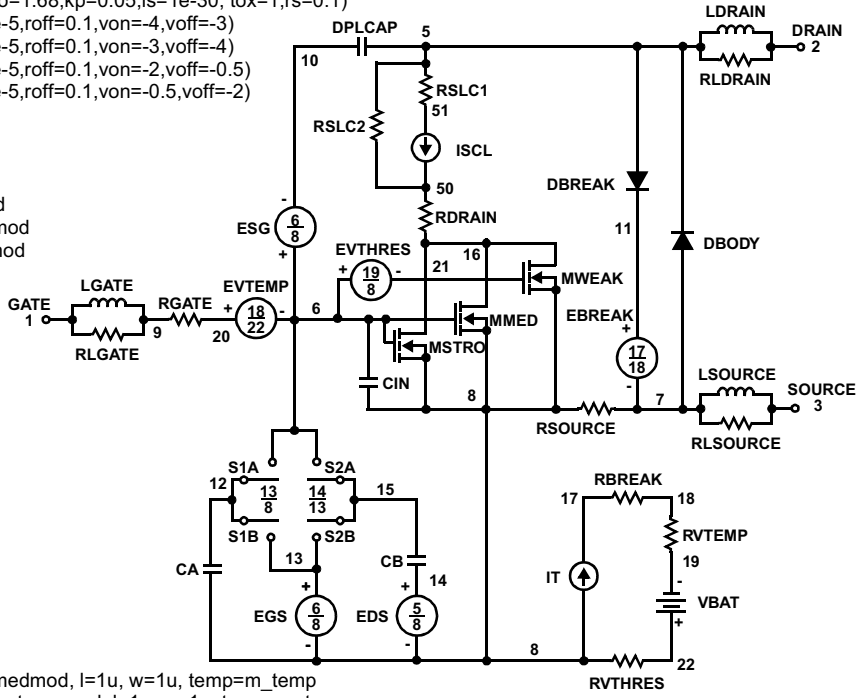 o=1.68,kp=0.05,is=1e-30, tox=1,rs=0.1)
e-5,roff=0.1,von=-4,voff=-3)
e-5,roff=0.1,von=-3,voff=-4)
e-5,roff=0.1,von=-2,voff=-0.5)
e-5,roff=0.1,von=-0.5,voff=-2)
d
mod
mod
LDRAIN
DPLCAP
5
DRAIN
2
10
RLDRAIN
RSLC1
51
RSLC2
ISCL
50
DBREAK
RDRAIN
11
DBODY
-
ESG
6
8
+
EVTHRES
16
21
+
19
8
-
MWEAK
LGATE
EVTEMP
GATE
1
RGATE
+
18
22
-
6
EBREAK
+
MMED
9
20
RLGATE
MSTRO
17
18
-
LSOURCE
CIN
8
7
SOURCE
3
RSOURCE
RLSOURCE
S1A
S2A
12
13
8
14
13
15
RBREAK
17
18
S1B
S2B
RVTEMP
13
CB
19
CA
14
IT
-
+
+
VBAT
EGS
6
8
EDS
5
8
+
-
-
8
22
RVTHRES
medmod, l=1u, w=1u, temp=m_temp